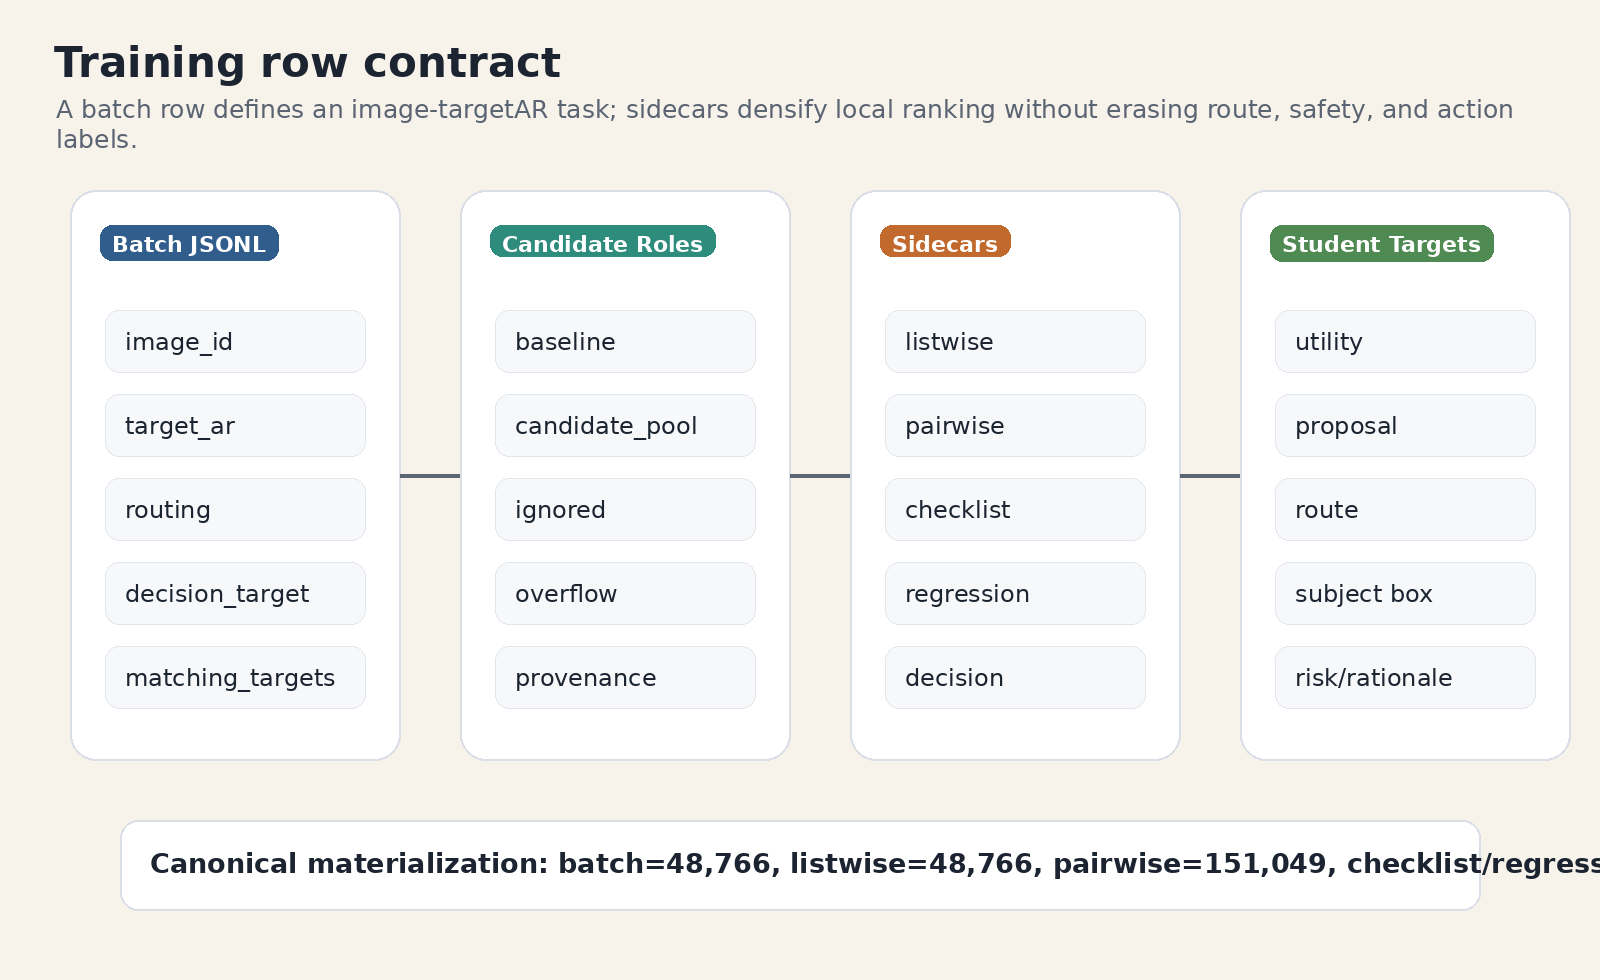 Training row contract
A batch row defines an image-targetAR task; sidecars densify local ranking without erasing route, safety, and action
labels.
Batch JSONL
image_id
target_ar
routing
decision_target
matching_targets
Candidate Roles
baseline
candidate_pool
ignored
overflow
provenance
Sidecars
listwise
pairwise
checklist
regression
decision
Student Targets
utility
proposal
route
subject box
risk/rationale
Canonical materialization: batch=48,766, listwise=48,766, pairwise=151,049, checklist/regress